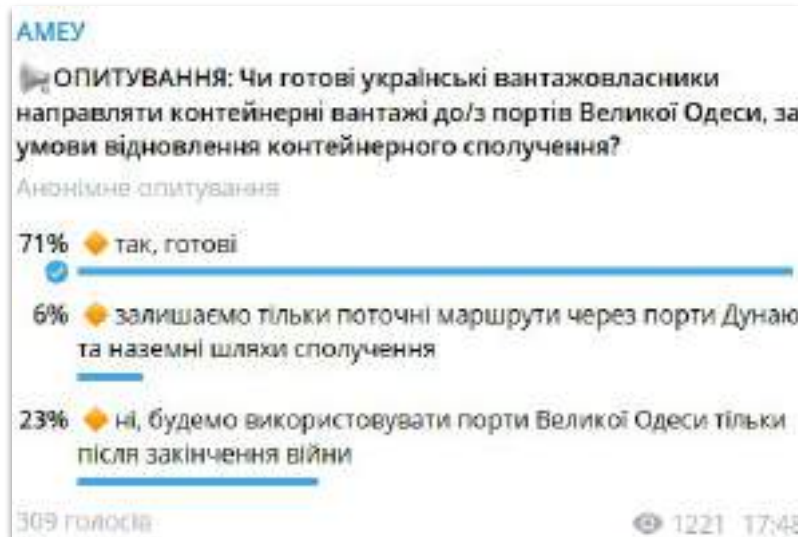 АМЕУ
ОПИТУВАННЯ: Чи готові українські вантажовласники
направляти контейнерні вантажі до/з портів Великої Одеси, за
умови відновлення контейнерного сполучення?
Анонімне опитування
71% 🔸 так, готові
6% 🔸 залишаємо тільки поточні маршрути через порти Дунаю
та наземні шляхи сполучення
23% 🔸 ні, будемо використовувати порти Великої Одеси тільки
після закінчення війни
309 голосів 1221 17:48